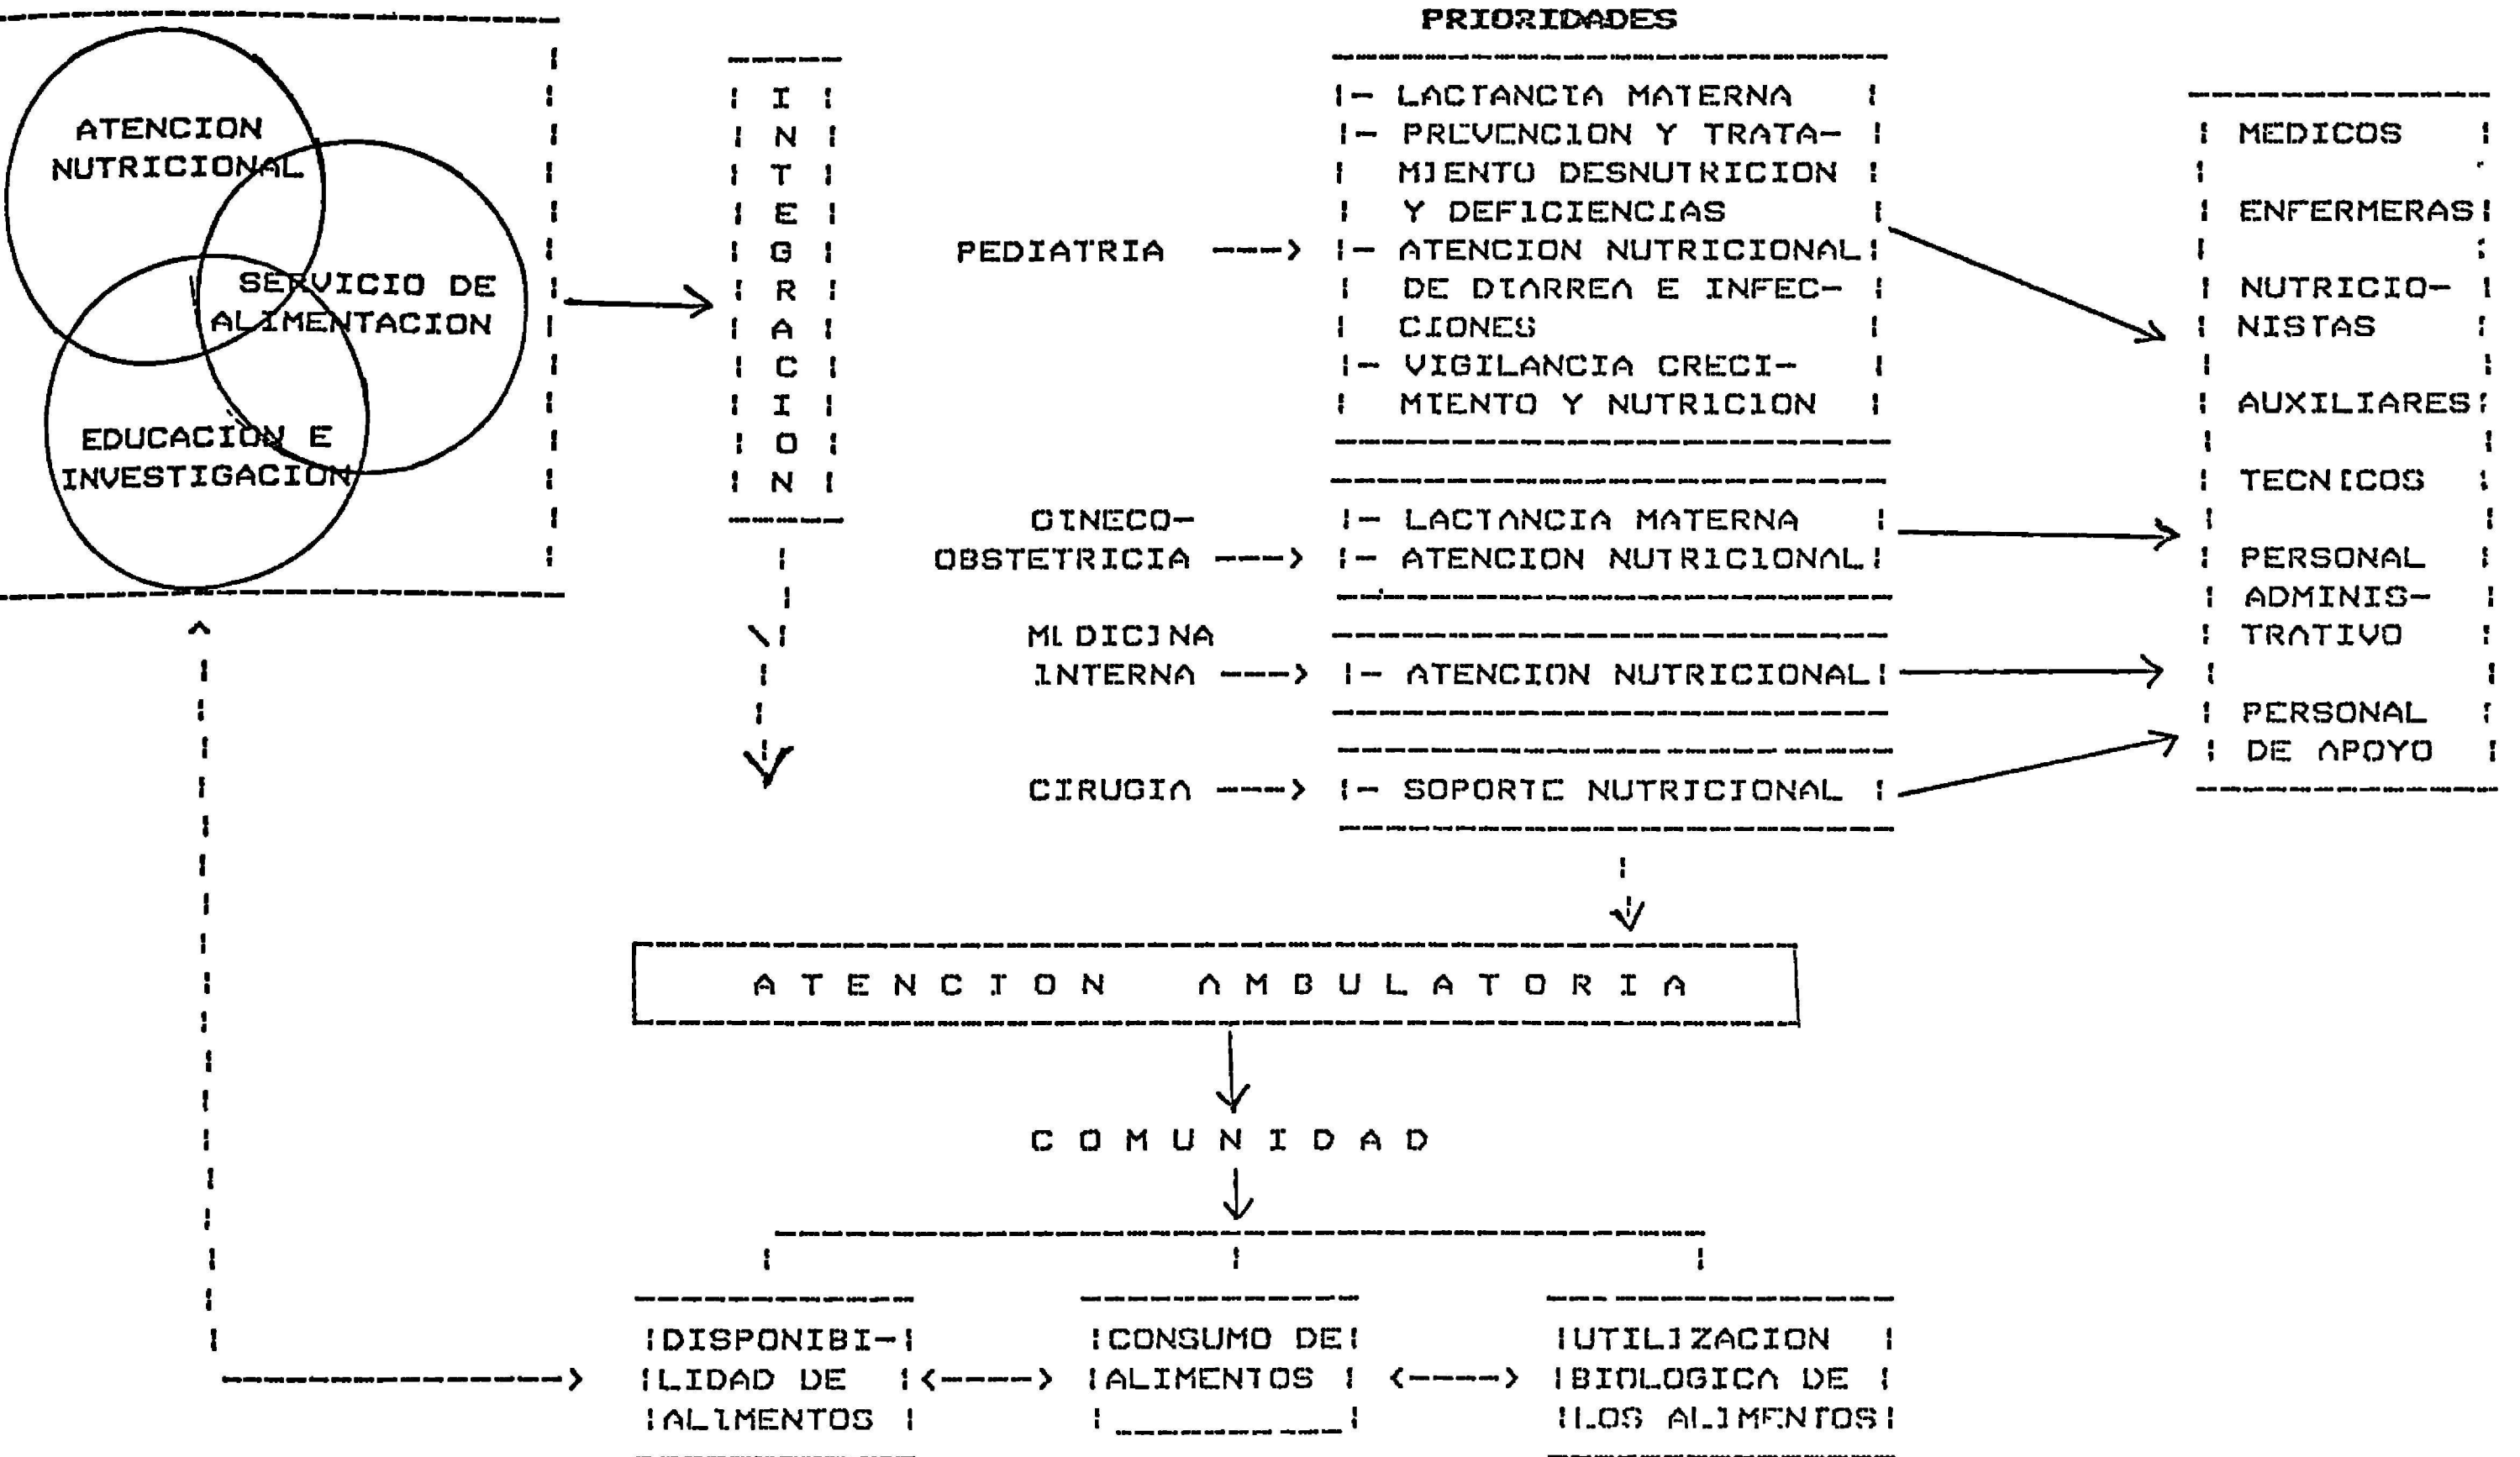 ATENCION
NUTRICIONAL
SERVICIO DE
ALIMENTACION
EDUCACION E
INVESTIGACION
I
N
T
E
G
R
A
C
I
O
N
PRIORIDADES
PEDIATRIA
- LACTANCIA MATERNA
- PREVENCION Y TRATA-
MIENTO DESNUTRICION
Y DEFICIENCIAS
- ATENCION NUTRICIONAL
DE DIARREA E INFEC-
CIONES
- VIGILANCIA CRECI-
MIENTO Y NUTRICION
GINECO-
OBSTETRICIA
- LACTANCIA MATERNA
- ATENCION NUTRICIONAL
MEDICINA
INTERNA
- ATENCION NUTRICIONAL
CIRUGIA
- SOPORTE NUTRICIONAL
MEDICOS
ENFERMERAS
NUTRICIO-
NISTAS
AUXILIARES
TECNICOS
PERSONAL
ADMINIS-
TRATIVO
PERSONAL
DE APOYO
ATENCION AMBULATORIA
COMUNIDAD
DISPONIBI-
LIDAD DE
ALIMENTOS
CONSUMO DE
ALIMENTOS
UTILIZACION
BIOLOGICA DE
LOS ALIMENTOS